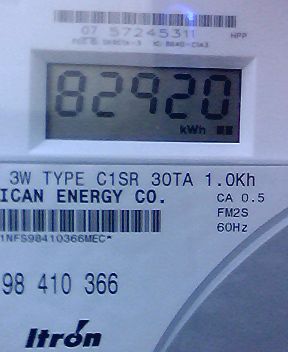 07 57245311 HPP
82920
kWh
3W TYPE C1SR 30TA 1.0Kh
ICAN ENERGY CO. CA 0.5
FM2S
60Hz
1NFS98410366MEC*
98 410 366
Itron